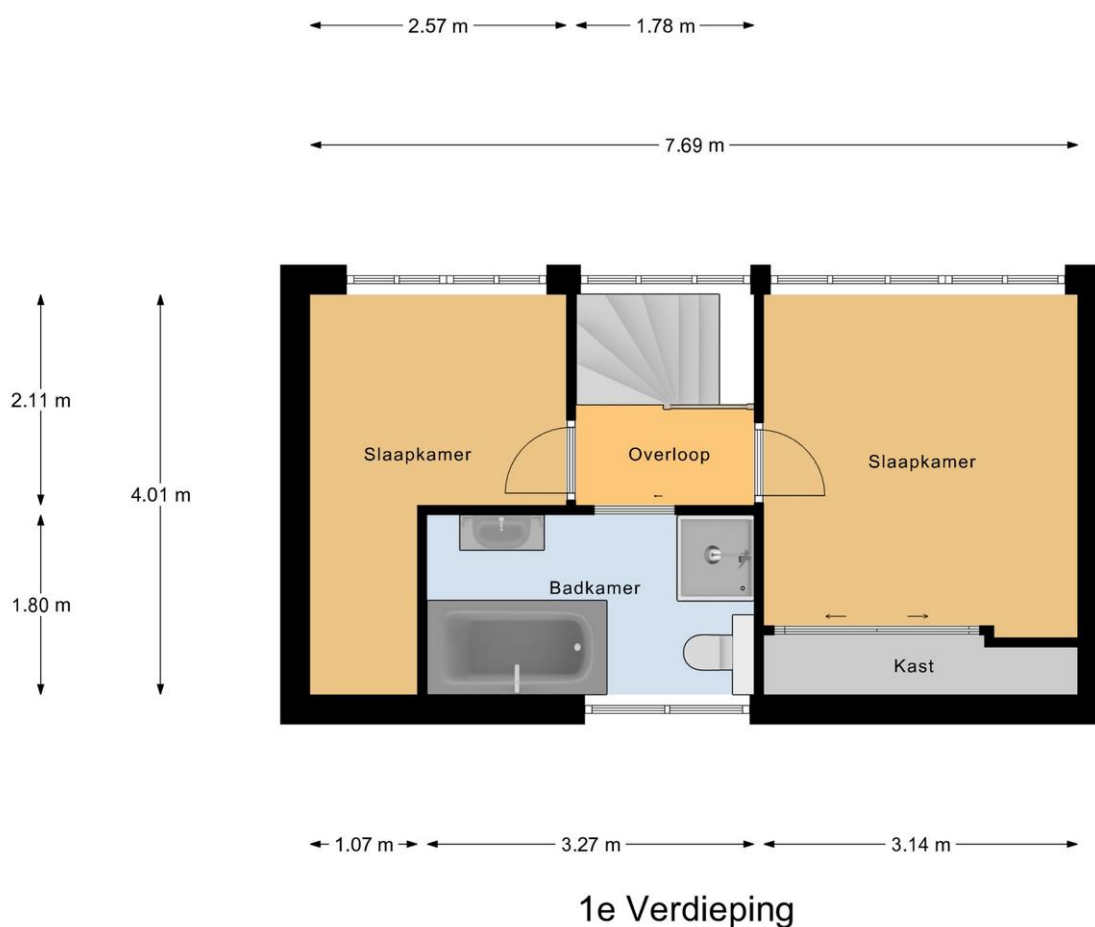 2.57 m
1.78 m
7.69 m
2.11 m
4.01 m
1.80 m
Slaapkamer
Overloop
Slaapkamer
Badkamer
Kast
1.07 m
3.27 m
3.14 m
1e Verdieping